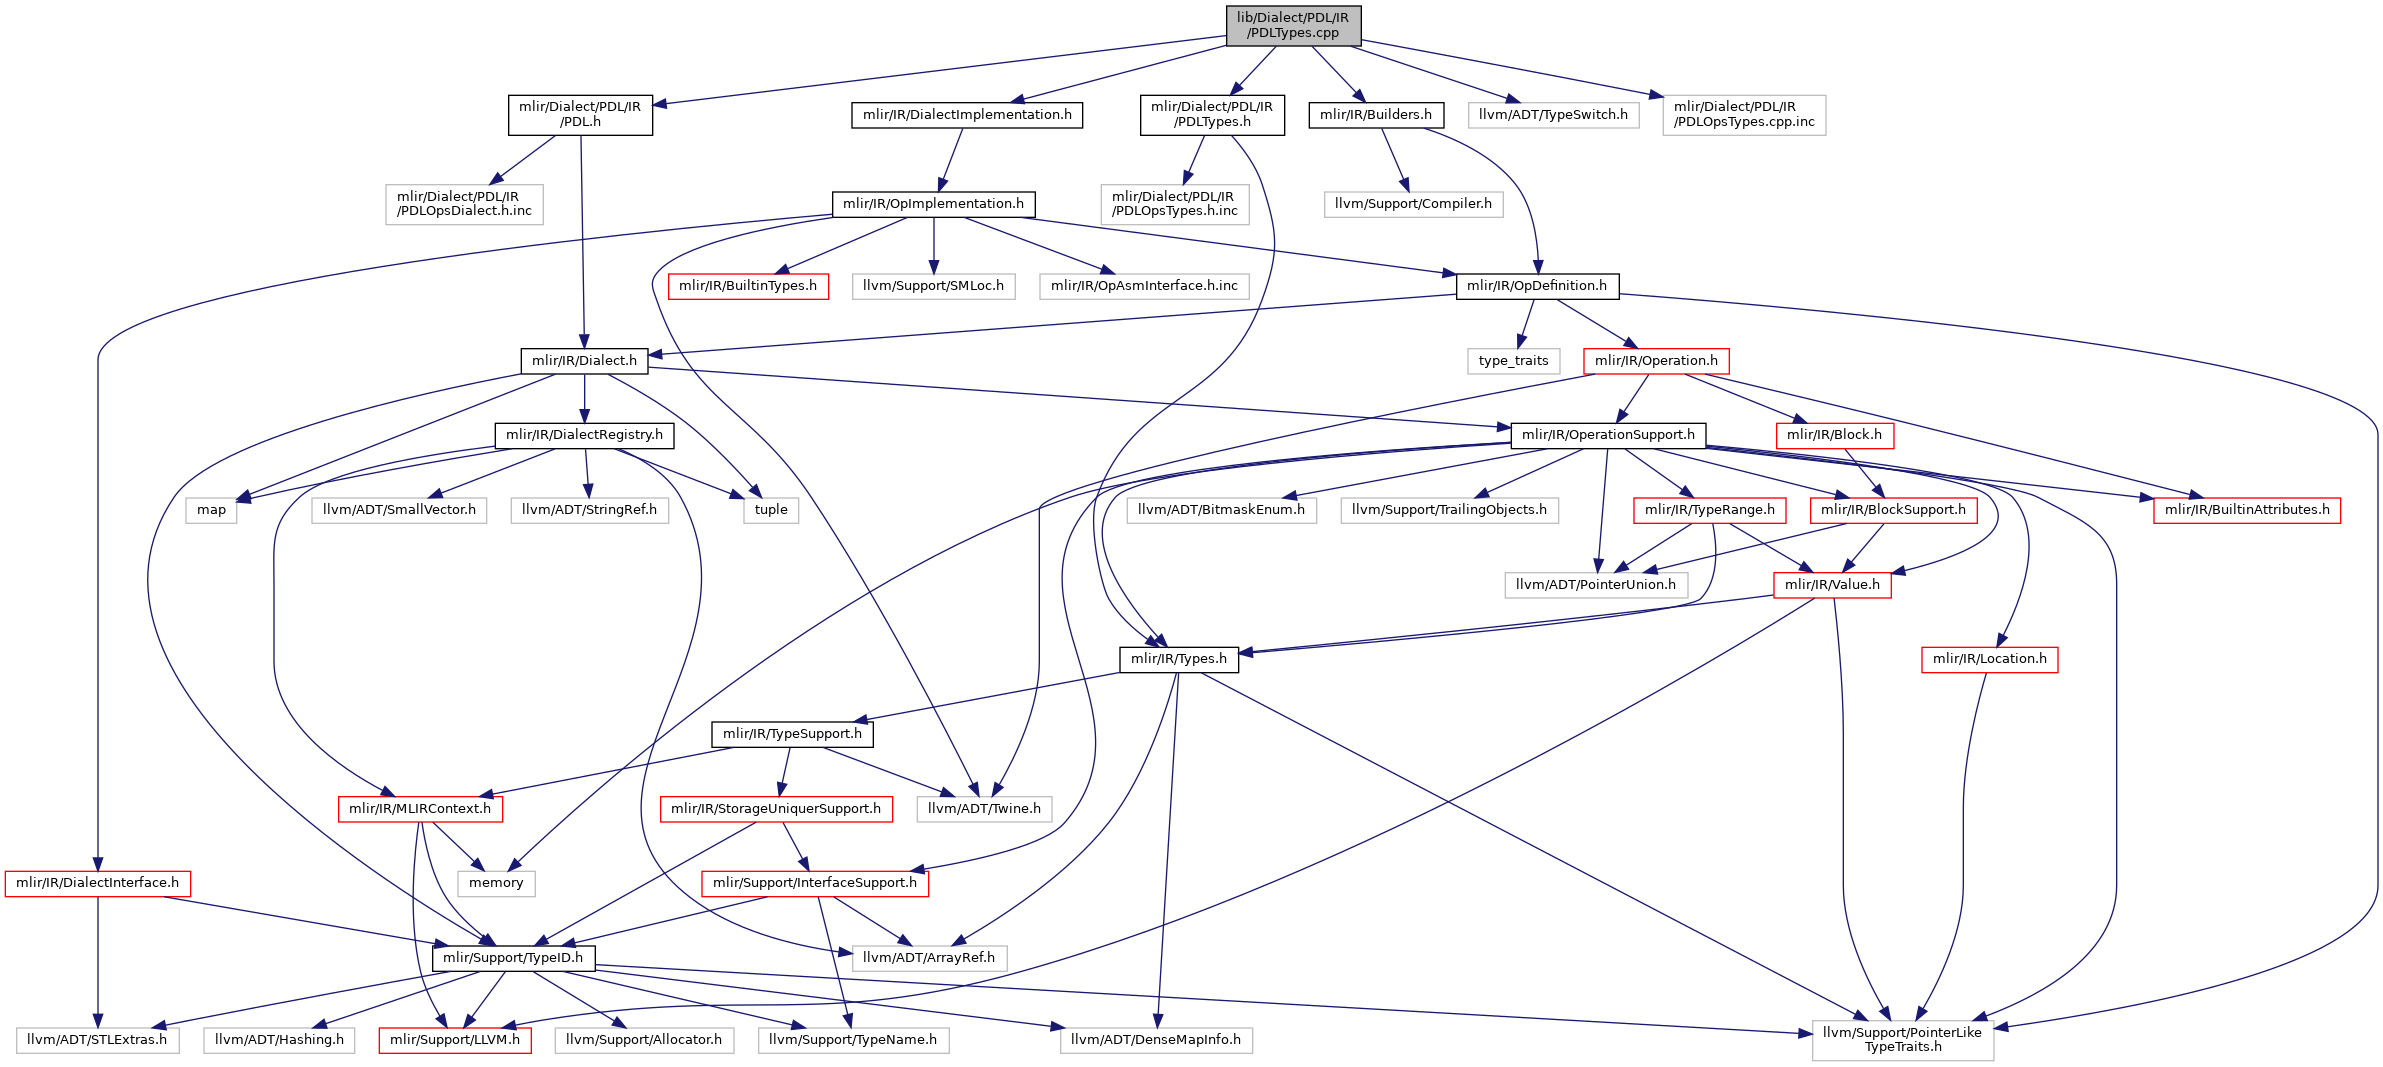 lib/Dialect/PDL/IR
/PDLTypes.cpp
mlir/Dialect/PDL/IR
/PDL.h
mlir/IR/DialectImplementation.h
mlir/Dialect/PDL/IR
/PDLTypes.h
mlir/IR/Builders.h
llvm/ADT/TypeSwitch.h
mlir/Dialect/PDL/IR
/PDLOpsTypes.cpp.inc
mlir/Dialect/PDL/IR
/PDLOpsDialect.h.inc
mlir/IR/OpImplementation.h
mlir/Dialect/PDL/IR
/PDLOpsTypes.h.inc
llvm/Support/Compiler.h
mlir/IR/BuiltinTypes.h
llvm/Support/SMLoc.h
mlir/IR/OpAsmInterface.h.inc
mlir/IR/OpDefinition.h
mlir/IR/Dialect.h
type_traits
mlir/IR/Operation.h
mlir/IR/DialectRegistry.h
mlir/IR/OperationSupport.h
mlir/IR/Block.h
map
llvm/ADT/SmallVector.h
llvm/ADT/StringRef.h
tuple
llvm/ADT/BitmaskEnum.h
llvm/Support/TrailingObjects.h
mlir/IR/TypeRange.h
mlir/IR/BlockSupport.h
mlir/IR/BuiltinAttributes.h
llvm/ADT/PointerUnion.h
mlir/IR/Value.h
mlir/IR/Types.h
mlir/IR/Location.h
mlir/IR/TypeSupport.h
mlir/IR/MLIRContext.h
mlir/IR/StorageUniquerSupport.h
llvm/ADT/Twine.h
mlir/IR/DialectInterface.h
memory
mlir/Support/InterfaceSupport.h
mlir/Support/TypeID.h
llvm/ADT/ArrayRef.h
llvm/ADT/STLExtras.h
llvm/ADT/Hashing.h
mlir/Support/LLVM.h
llvm/Support/Allocator.h
llvm/Support/TypeName.h
llvm/ADT/DenseMapInfo.h
llvm/Support/PointerLike
TypeTraits.h